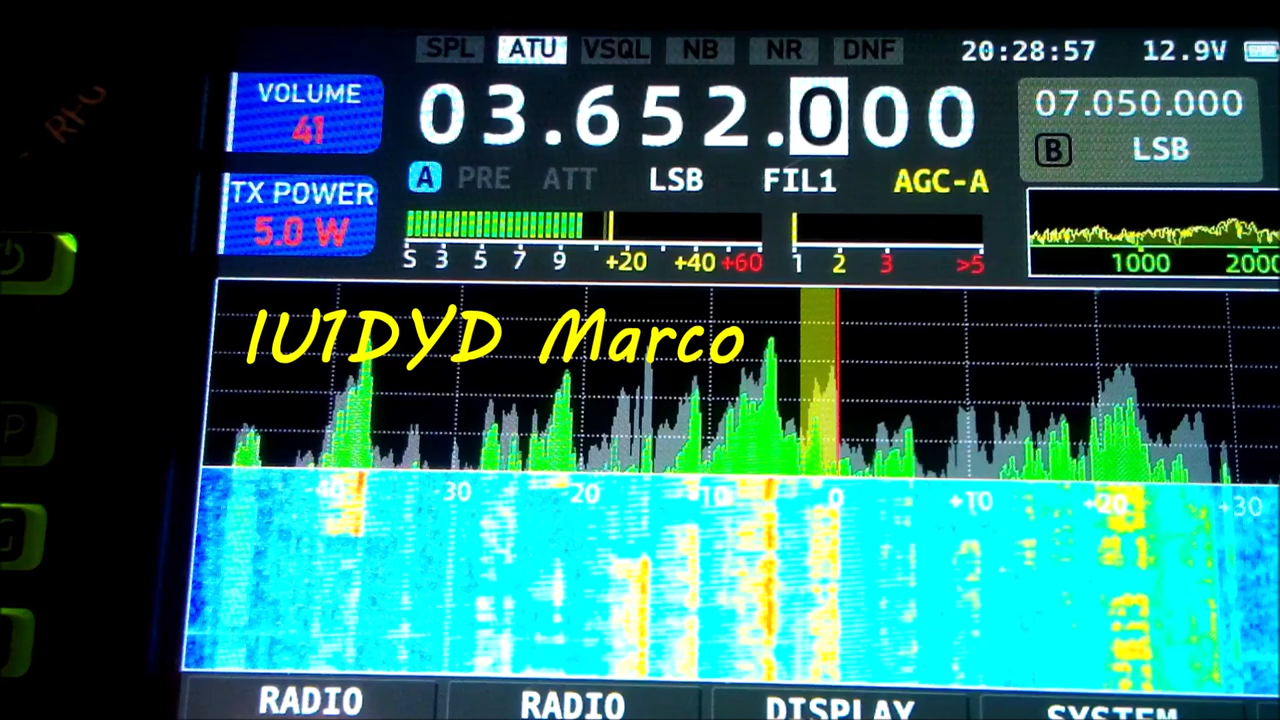 SPL ATU VSQL NB NR DNF 20:28:57 12.9V
RFG
VOLUME
41
03.652.000
07.050.000
B LSB
A PRE ATT LSB FIL1 AGC-A
TX POWER
5.0 W
S 3 5 7 9 +20 +40 +60 1 2 3 >5 1000 2000
IU1DYD Marco
-40 -30 -20 -10 0 +10 +20 +30
P
G
RADIO RADIO DISPLAY SYSTEM